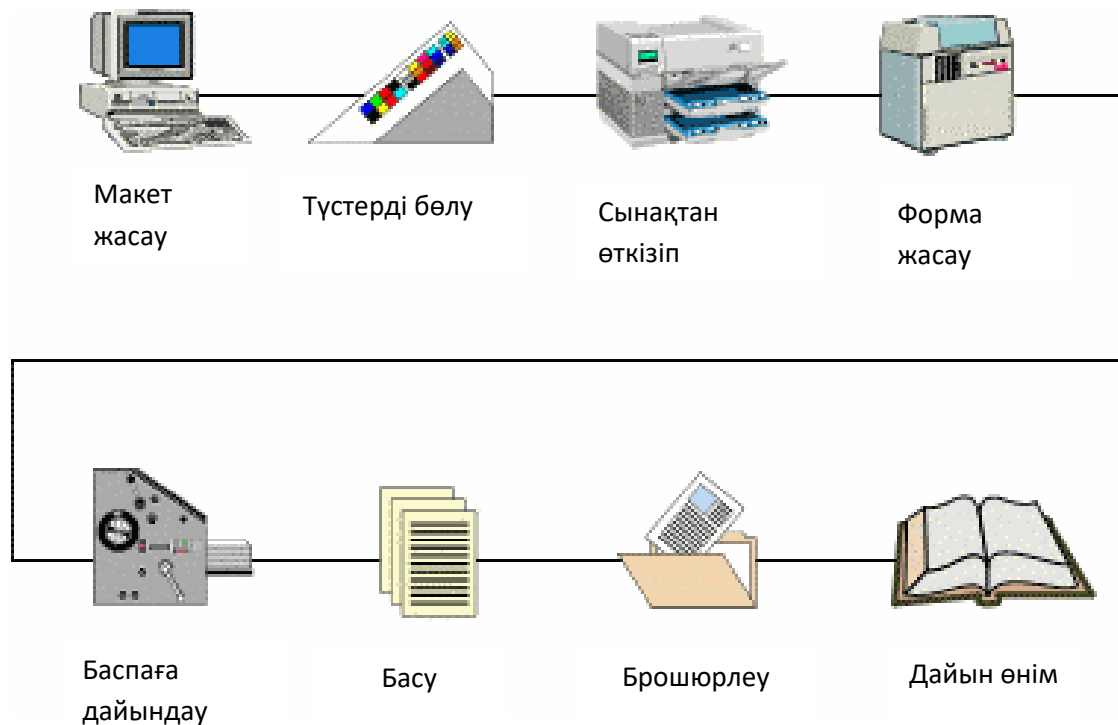 Макет
жасау
Түстерді бөлу
Сынақтан
өткізіп
Форма
жасау
Баспаға
дайындау
Басу
Брошюрлеу
Дайын өнім